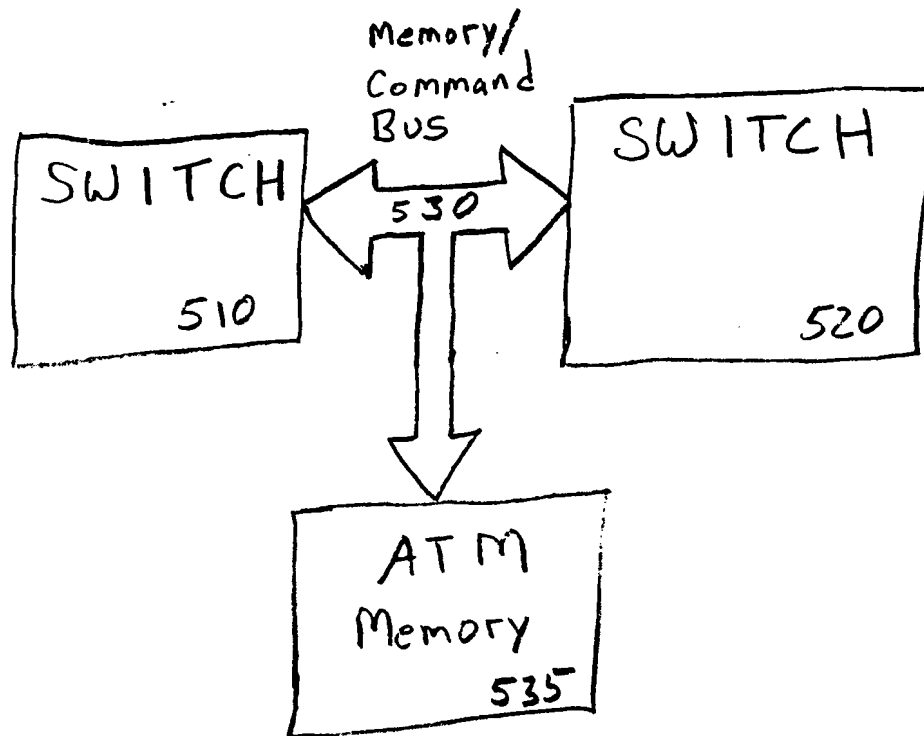 Memory/
Command
Bus
SWITCH
510
530
SWITCH
520
ATM
Memory
535